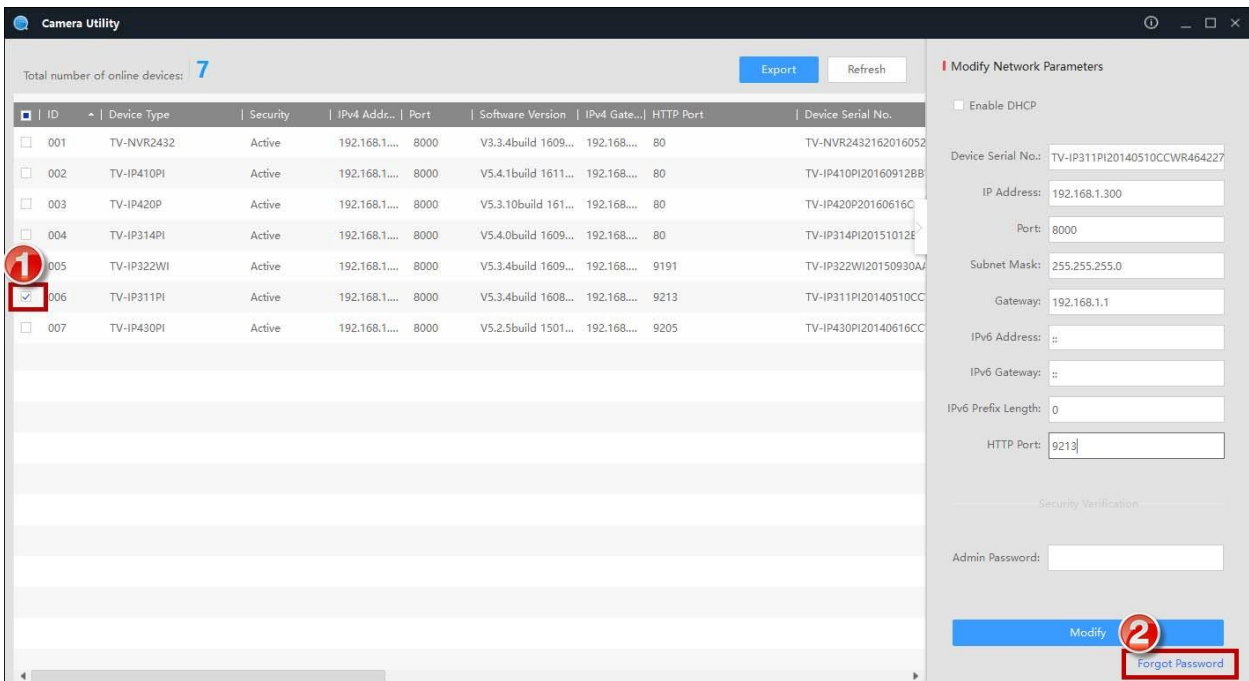 Camera Utility
Total number of online devices: 7
Export Refresh
ID | Device Type | Security | IPv4 Addr... | Port | Software Version | IPv4 Gate... | HTTP Port | Device Serial No.
001 TV-NVR2432 Active 192.168.1.... 8000 V3.3.4build 1609... 192.168.... 80 TV-NVR2432162016052
002 TV-IP410PI Active 192.168.1.... 8000 V5.4.1build 1611... 192.168.... 80 TV-IP410PI20160912BB
003 TV-IP420P Active 192.168.1.... 8000 V5.3.10build 161... 192.168.... 80 TV-IP420P20160616C
004 TV-IP314PI Active 192.168.1.... 8000 V5.4.0build 1609... 192.168.... 80 TV-IP314PI20151012
1
005 TV-IP322WI Active 192.168.1.... 8000 V5.3.4build 1609... 192.168.... 9191 TV-IP322WI20150930AA
006 TV-IP311PI Active 192.168.1.... 8000 V5.3.4build 1608... 192.168.... 9213 TV-IP311PI20140510CC
007 TV-IP430PI Active 192.168.1.... 8000 V5.2.5build 1501... 192.168.... 9205 TV-IP430PI20140616CC
Modify Network Parameters
Enable DHCP
Device Serial No.: TV-IP311PI20140510CCWR464227
IP Address: 192.168.1.300
Port: 8000
Subnet Mask: 255.255.255.0
Gateway: 192.168.1.1
IPv6 Address: ::
IPv6 Gateway: ::
IPv6 Prefix Length: 0
HTTP Port: 9213
Security Verification
Admin Password:
Modify
2
Forgot Password